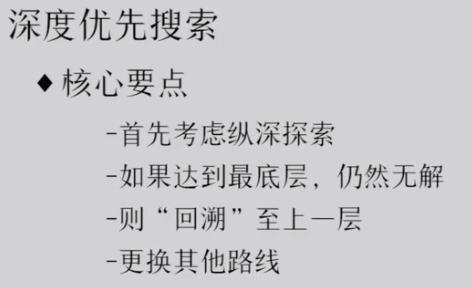 深度优先搜索
♦核心要点
-首先考虑纵深探索
-如果达到最底层，仍然无解
-则“回溯”至上一层
-更换其他路线